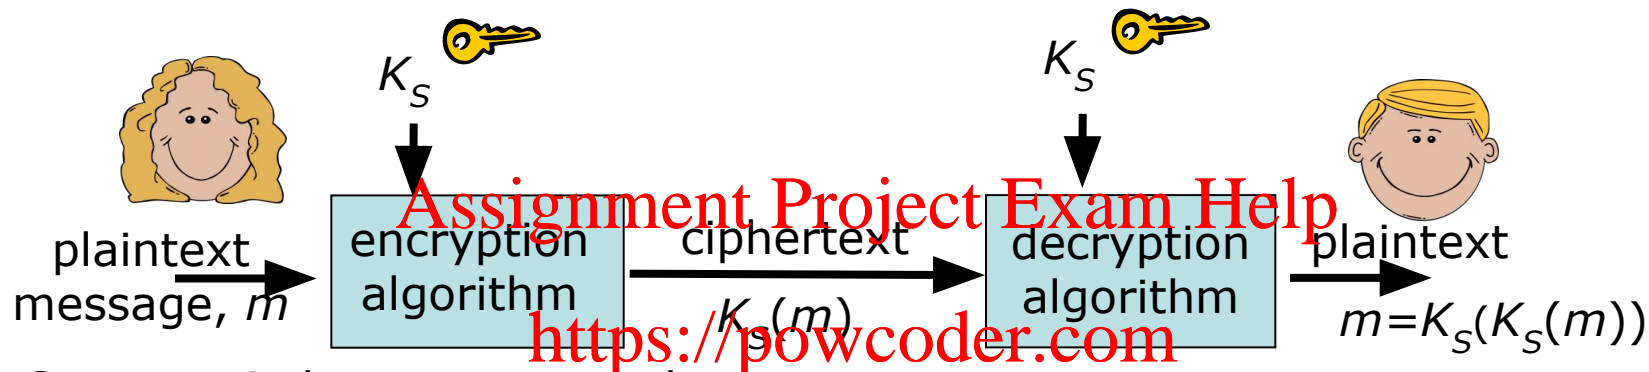 K_S
K_S
Assignment Project Exam Help
plaintext
message, m
encryption
algorithm
ciphertext
K_S(m)
decryption
algorithm
plaintext
m=K_S(K_S(m))
https://powcoder.com